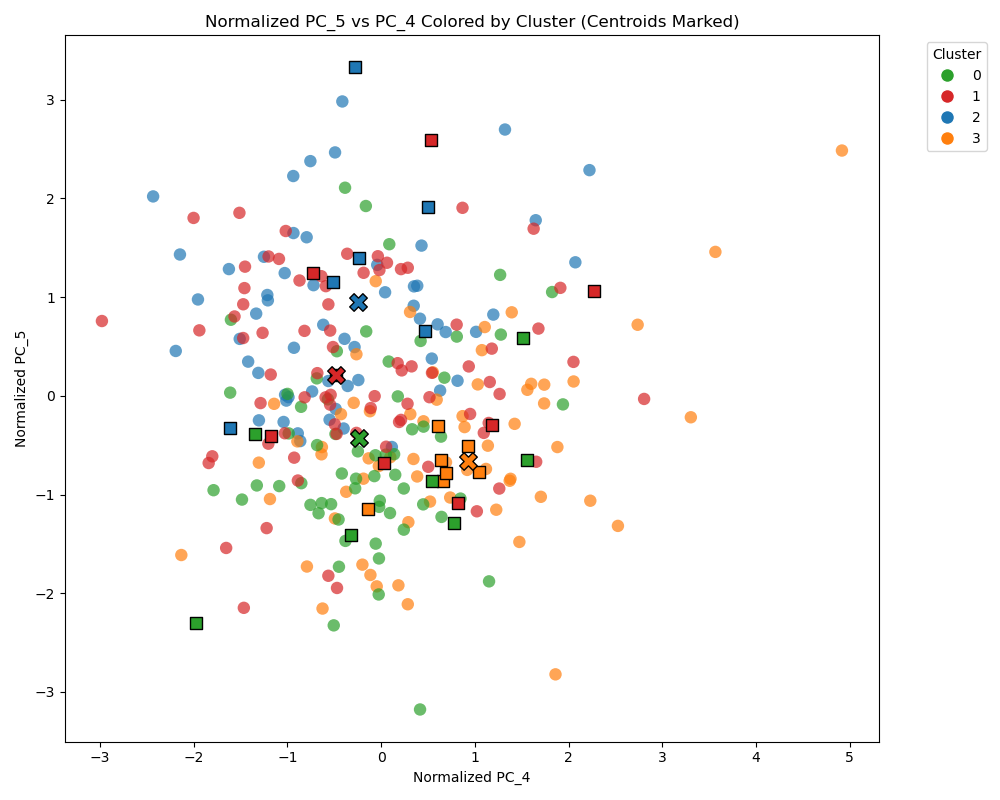 Normalized PC_5 vs PC_4 Colored by Cluster (Centroids Marked)
Cluster
0
1
2
3
3
2
1
0
−1
−2
−3
Normalized PC_5
−3 −2 −1 0 1 2 3 4 5
Normalized PC_4